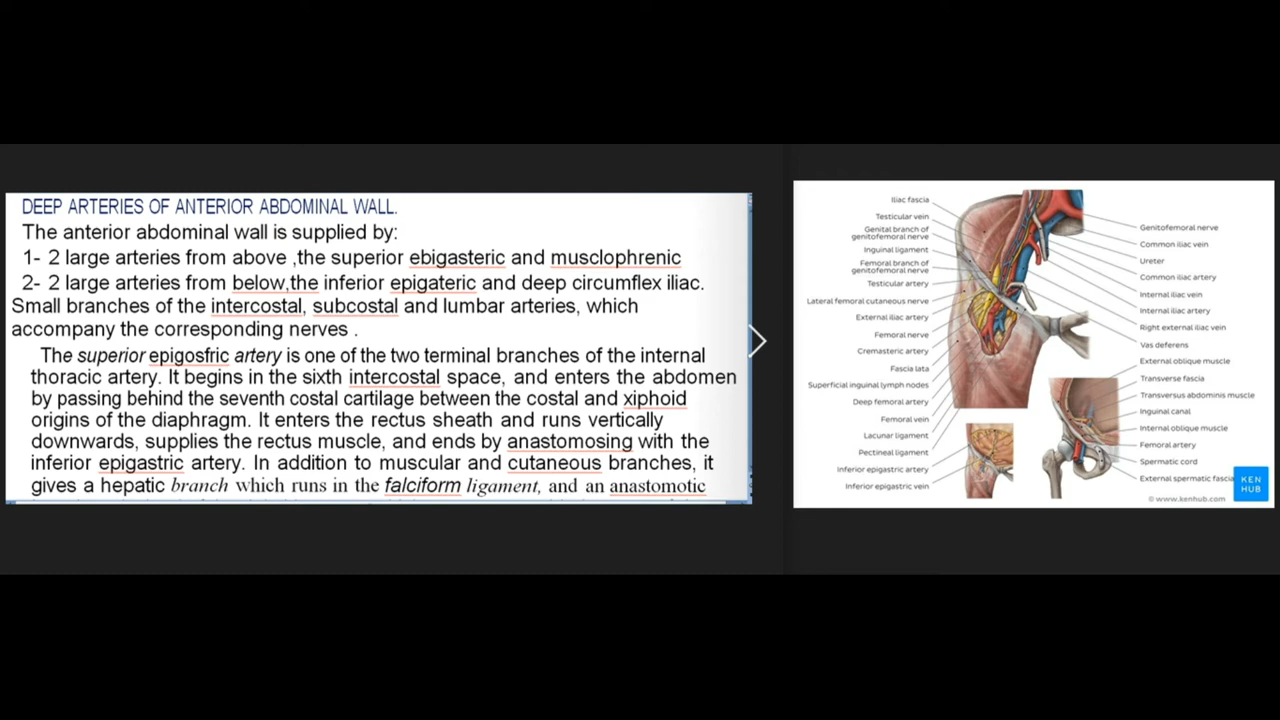 DEEP ARTERIES OF ANTERIOR ABDOMINAL WALL.
The anterior abdominal wall is supplied by:
1- 2 large arteries from above ,the superior ebigasteric and musclophrenic
2- 2 large arteries from below,the inferior epigateric and deep circumflex iliac.
Small branches of the intercostal, subcostal and lumbar arteries, which
accompany the corresponding nerves .
The superior epigosfric artery is one of the two terminal branches of the internal
thoracic artery. It begins in the sixth intercostal space, and enters the abdomen
by passing behind the seventh costal cartilage between the costal and xiphoid
origins of the diaphragm. It enters the rectus sheath and runs vertically
downwards, supplies the rectus muscle, and ends by anastomosing with the
inferior epigastric artery. In addition to muscular and cutaneous branches, it
gives a hepatic branch which runs in the falciform ligament, and an anastomotic
Iliac fascia
Testicular vein
Genital branch of
genitofemoral nerve
Inguinal ligament
Femoral branch of
genitofemoral nerve
Testicular artery
Lateral femoral cutaneous nerve
External iliac artery
Femoral nerve
Cremasteric artery
Fascia lata
Superficial inguinal lymph nodes
Deep femoral artery
Femoral vein
Lacunar ligament
Pectineal ligament
Inferior epigastric artery
Inferior epigastric vein
Genitofemoral nerve
Common iliac vein
Ureter
Common iliac artery
Internal iliac vein
Internal iliac artery
Right external iliac vein
Vas deferens
External oblique muscle
Transverse fascia
Transversus abdominis muscle
Inguinal canal
Internal oblique muscle
Femoral artery
Spermatic cord
External spermatic fascia
© www.kenhub.com
KEN
HUB